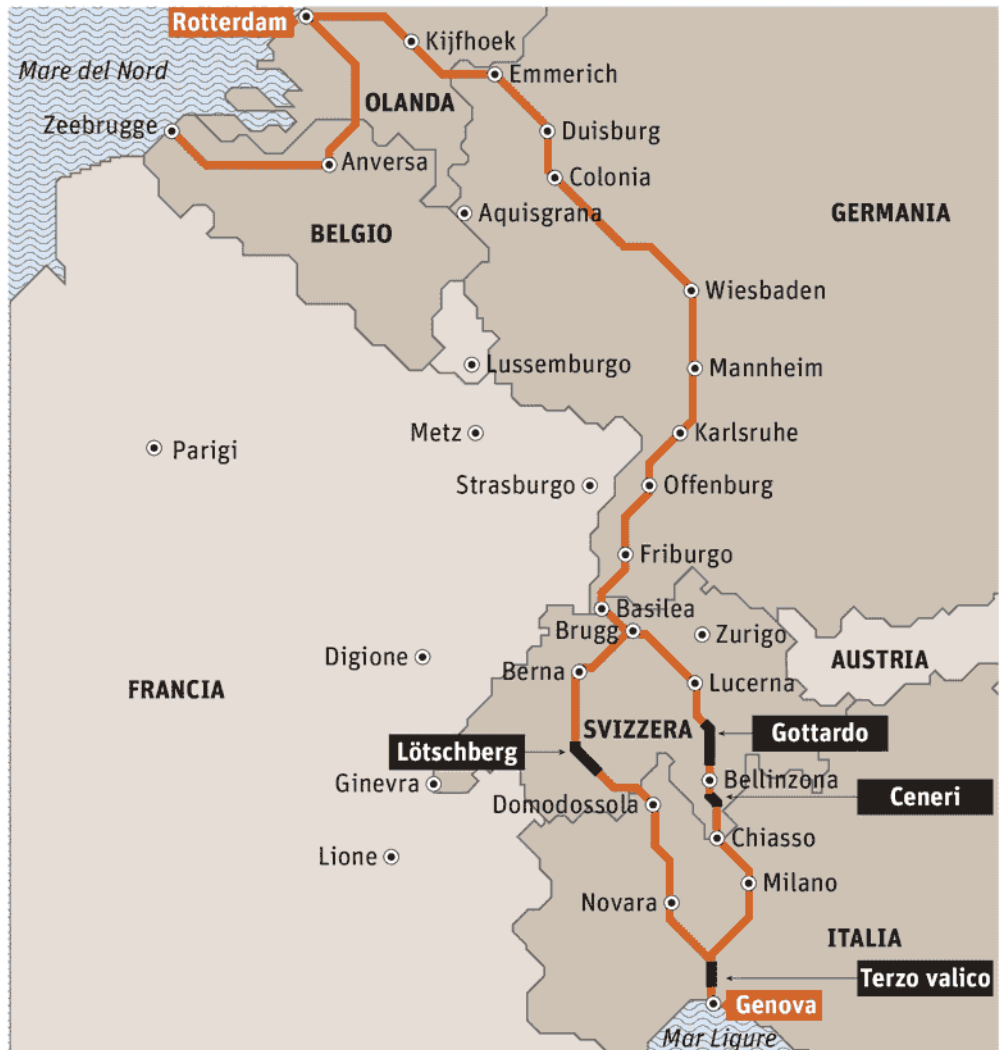 Rotterdam
Kijfhoek
Mare del Nord
Emmerich
OLANDA
Zeebrugge
Duisburg
Anversa
Colonia
Aquisgrana
GERMANIA
BELGIO
Wiesbaden
Lussemburgo
Mannheim
Metz
Karlsruhe
Parigi
Strasburgo
Offenburg
Friburgo
Basilea
Brugg
Zurigo
Digione
Berna
AUSTRIA
FRANCIA
Lucerna
SVIZZERA
Gottardo
Lötschberg
Ginevra
Bellinzona
Ceneri
Domodossola
Chiasso
Lione
Milano
Novara
ITALIA
Terzo valico
Genova
Mar Ligure